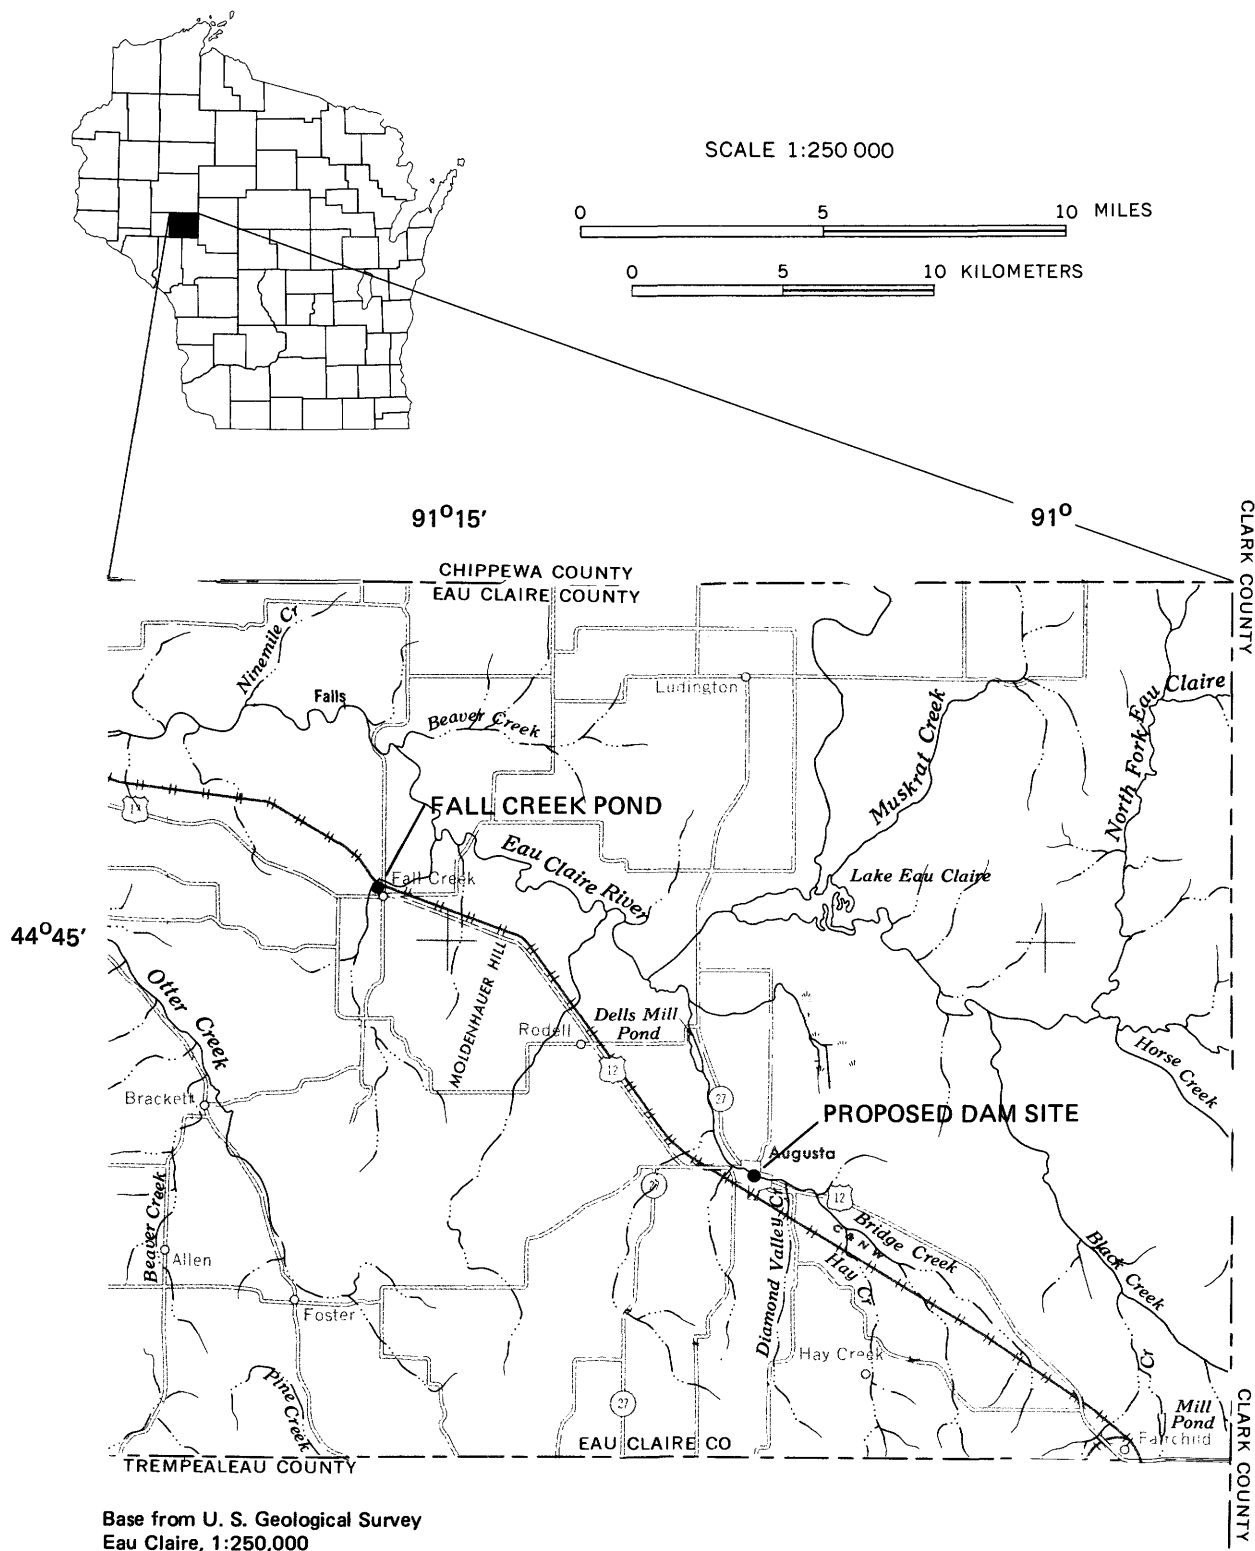 SCALE 1:250 000
0 5 10 MILES
0 5 10 KILOMETERS
91°15'
91°
CLARK COUNTY
CHIPPEWA COUNTY
EAU CLAIRE COUNTY
Ninemile Cr
Falls
Beaver Creek
Ludington
Muskrat Creek
North Fork Eau Claire
12
FALL CREEK POND
Fall Creek
Eau Claire River
Lake Eau Claire
44°45'
MOLDENHAUER HILL
Otter Creek
Rodell
Dells Mill
Pond
Horse Creek
12
27
Brackett
PROPOSED DAM SITE
Augusta
27
12
Beaver Creek
Allen
Diamond Valley Cr
C & N W
Bridge Creek
Hay Cr
Black Creek
Foster
Hay Creek
Cr
Pine Creek
27
Mill
Pond
Fairchild
EAU CLAIRE CO
TREMPEALEAU COUNTY
CLARK COUNTY
Base from U. S. Geological Survey
Eau Claire, 1:250,000